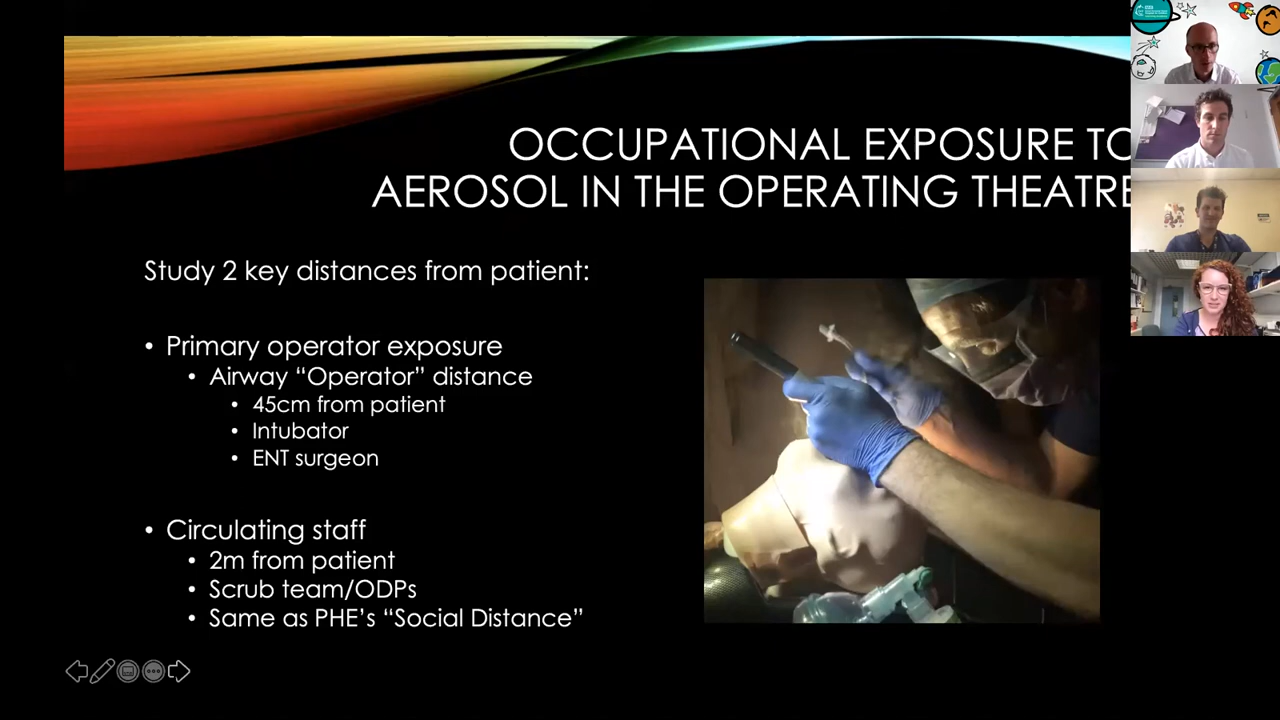 OCCUPATIONAL EXPOSURE TO
AEROSOL IN THE OPERATING THEATRE
Study 2 key distances from patient:
• Primary operator exposure
• Airway “Operator” distance
• 45cm from patient
• Intubator
• ENT surgeon
• Circulating staff
• 2m from patient
• Scrub team/ODPs
• Same as PHE’s “Social Distance”